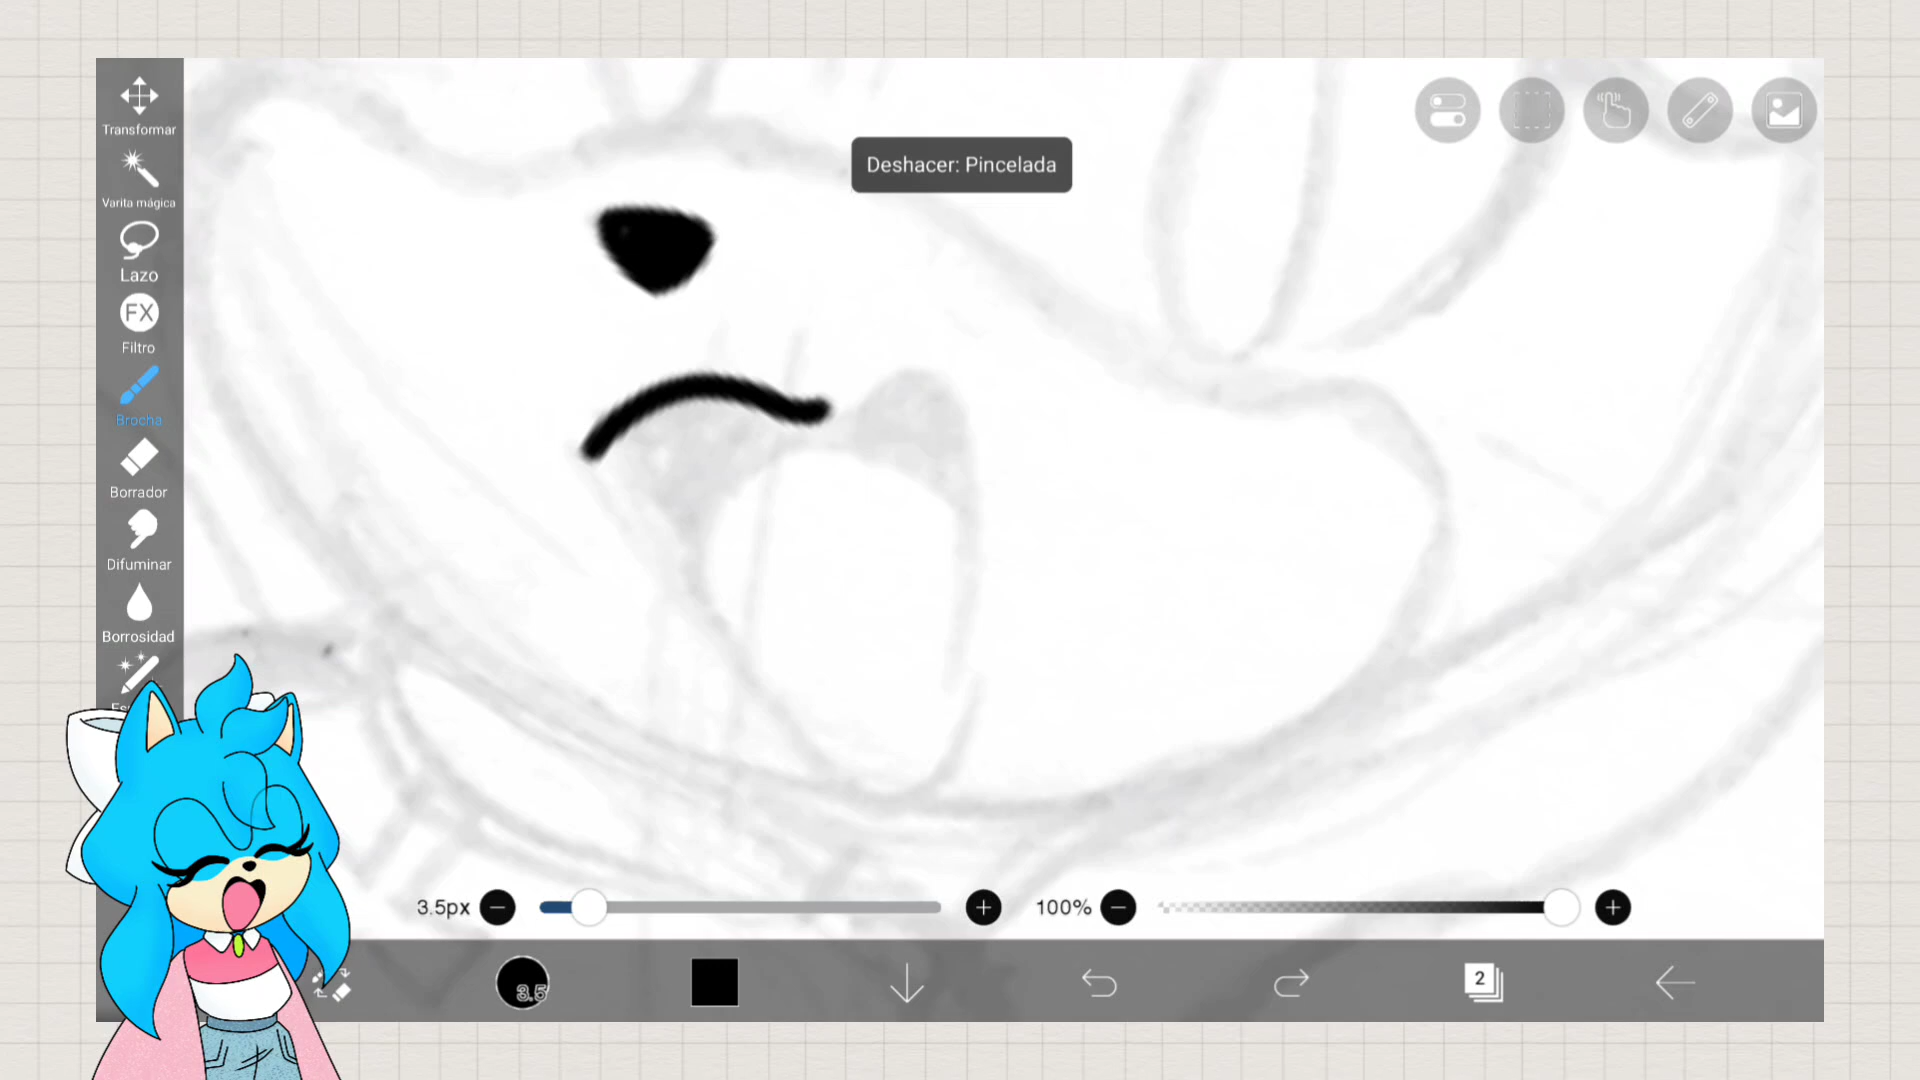 Transformar
Deshacer: Pincelada
Varita mágica
Lazo
FX
Filtro
Brocha
Borrador
Difuminar
Borrosidad
3.5px
100%
3.5
2